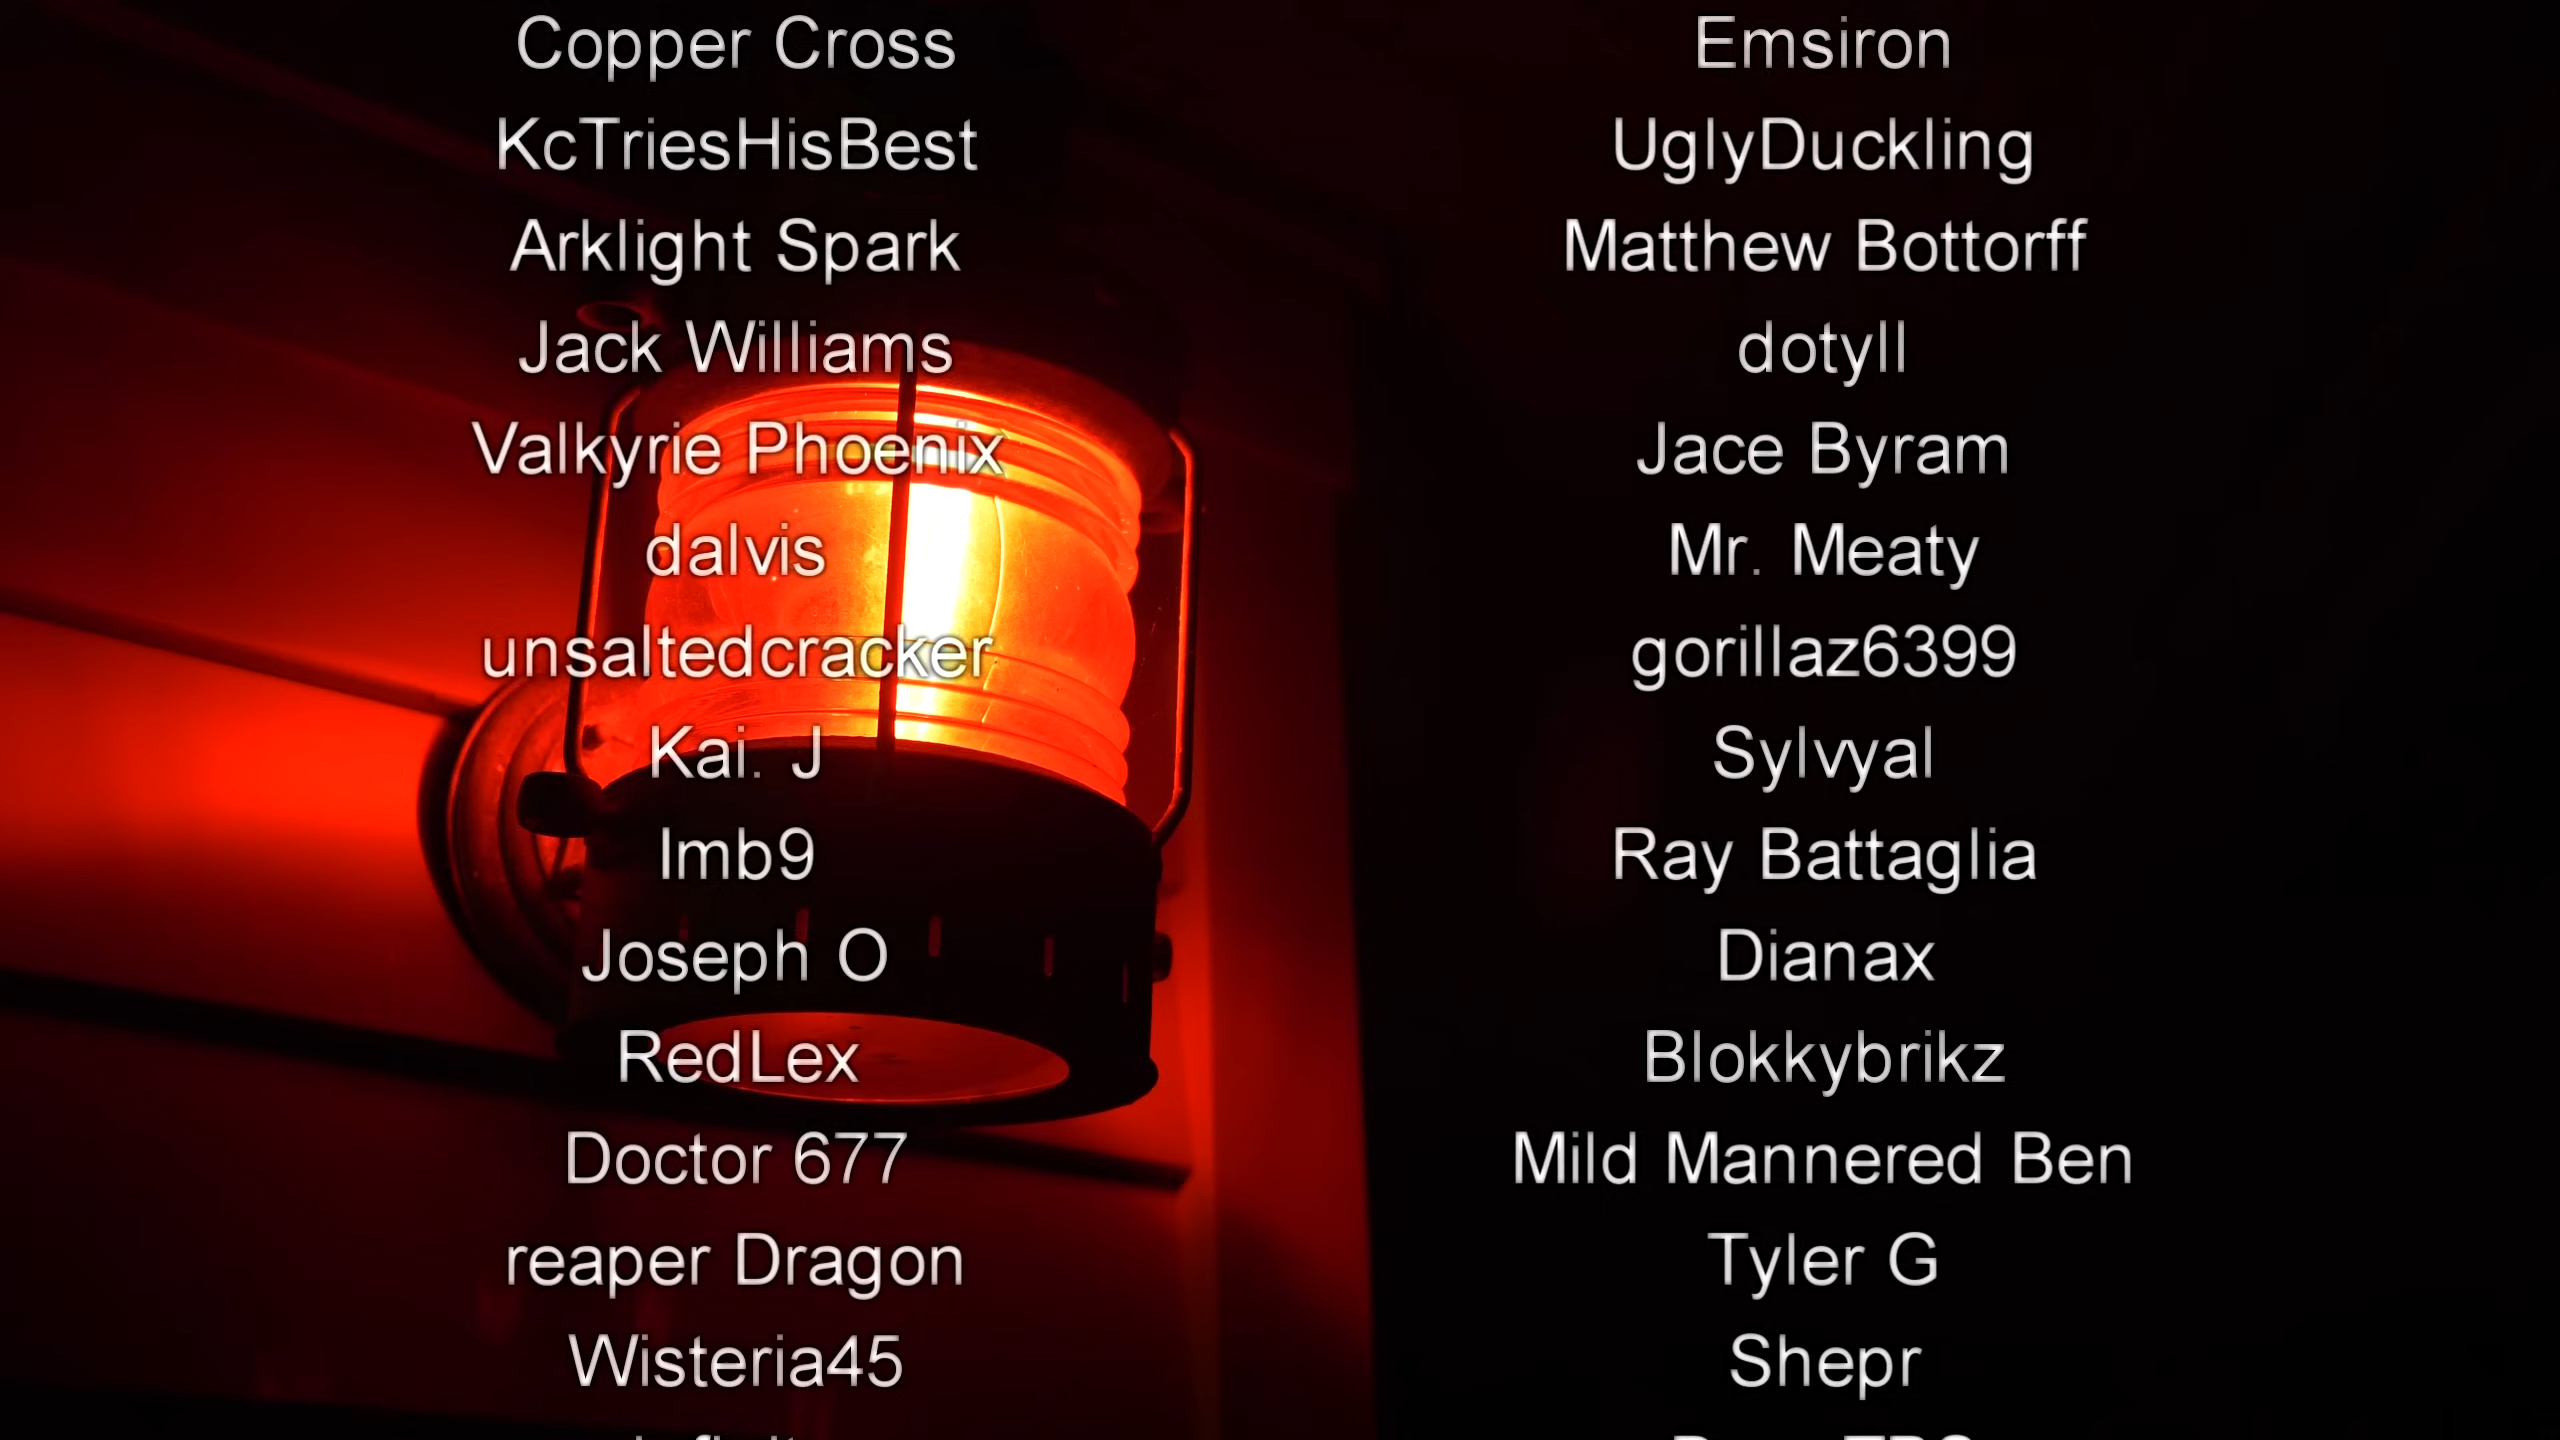 Copper Cross
KcTriesHisBest
Arklight Spark
Jack Williams
Valkyrie Phoenix
dalvis
unsaltedcracker
Kai. J
Imb9
Joseph O
RedLex
Doctor 677
reaper Dragon
Wisteria45
Emsiron
UglyDuckling
Matthew Bottorff
dotyll
Jace Byram
Mr. Meaty
gorillaz6399
Sylvyal
Ray Battaglia
Dianax
Blokkybrikz
Mild Mannered Ben
Tyler G
Shepr